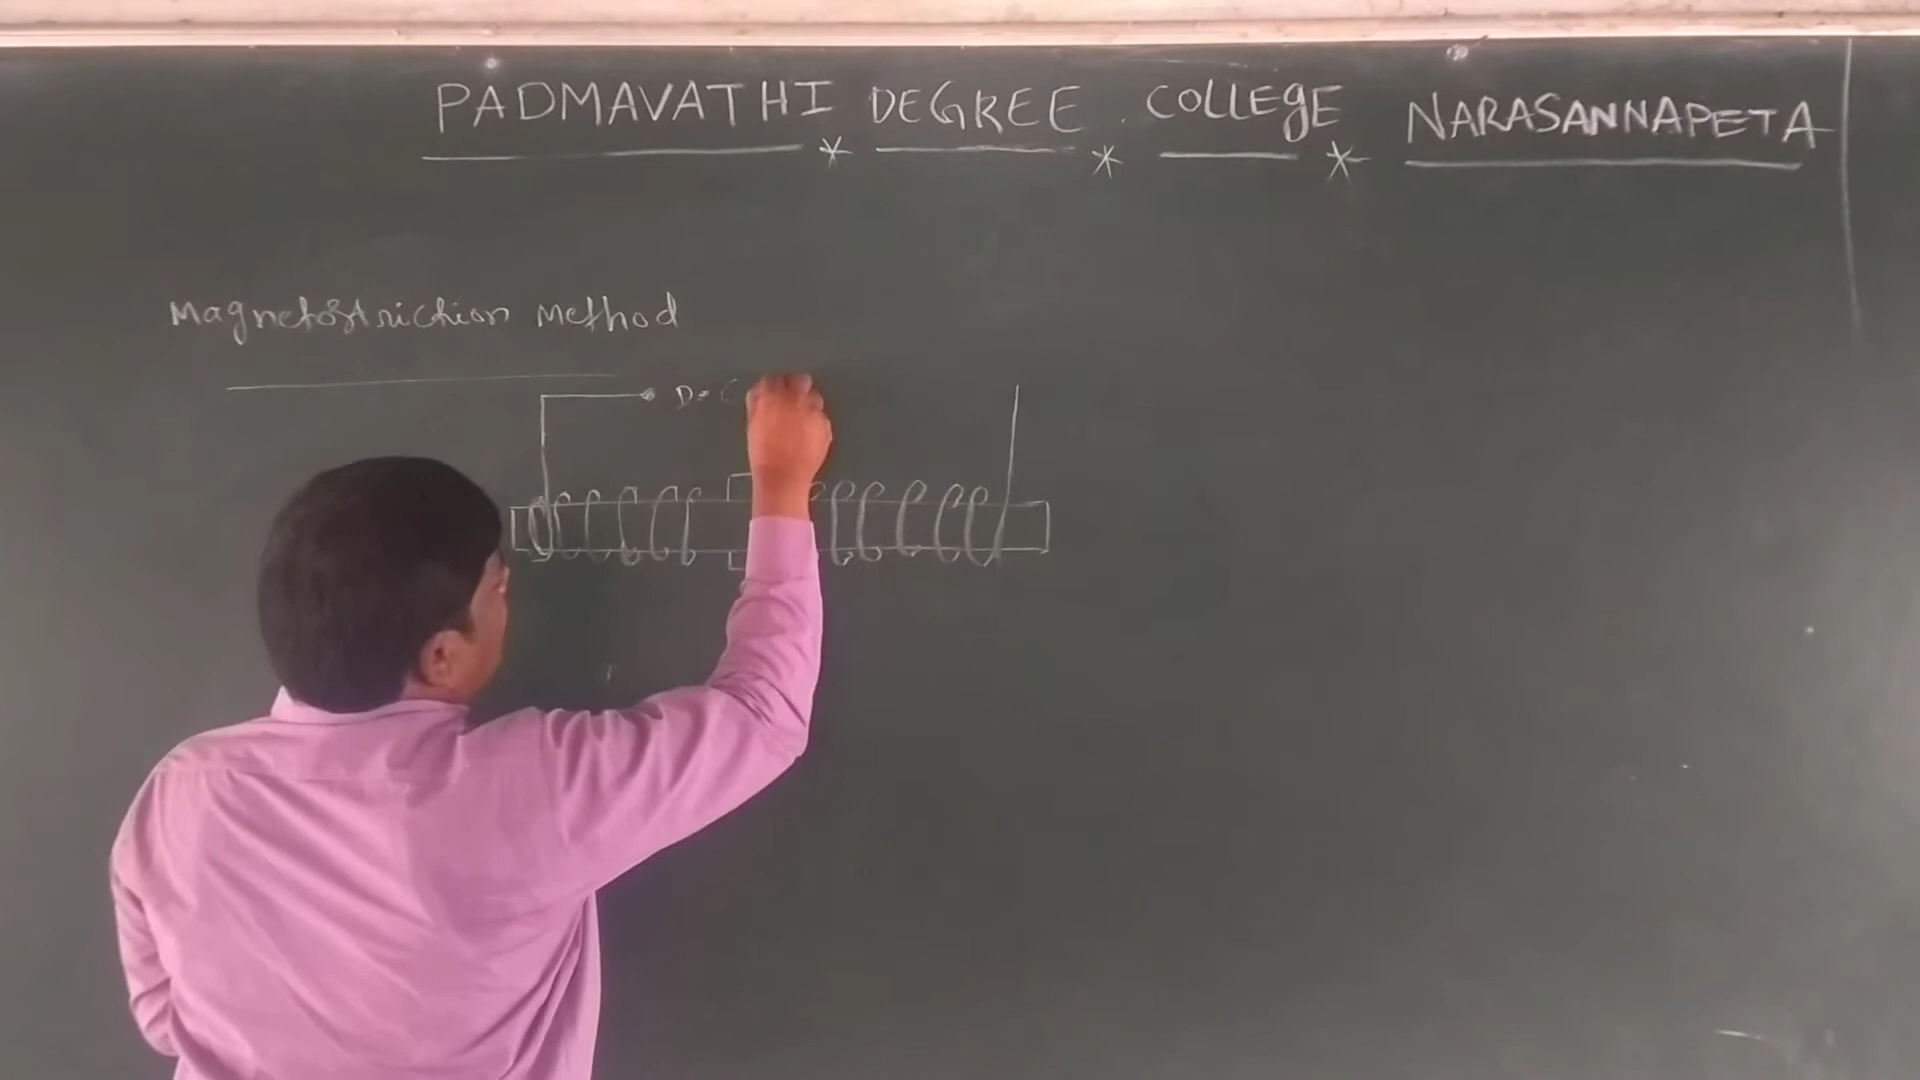 PADMAVATHI DEGREE COLLEGE NARASANNAPETA
Magnetostriction Method
D. C